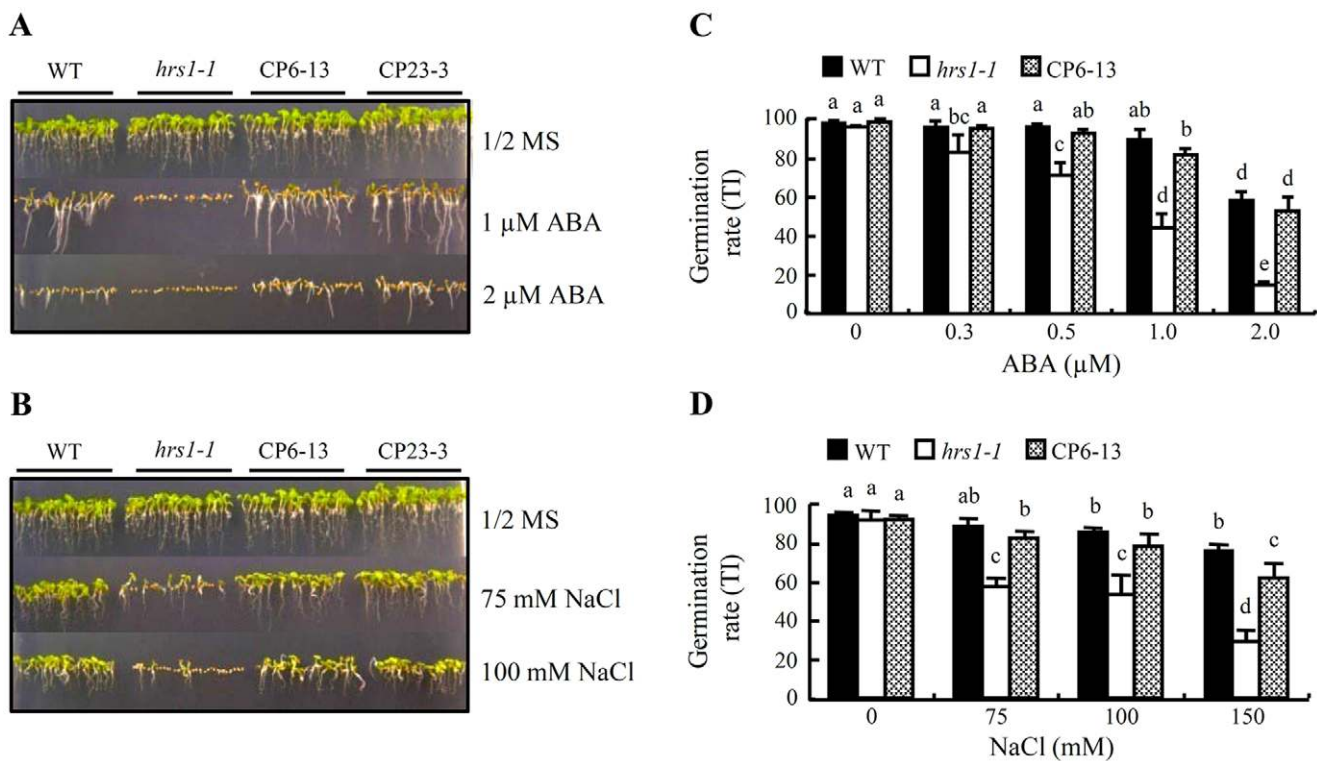 A
WT hrs1-1 CP6-13 CP23-3
1/2 MS
1 µM ABA
2 µM ABA
B
WT hrs1-1 CP6-13 CP23-3
1/2 MS
75 mM NaCl
100 mM NaCl
C
WT hrs1-1 CP6-13
Germination
rate (TI)
100
80
60
40
20
0
a a a a bc a a c ab ab d b d e d
0 0.3 0.5 1.0 2.0
ABA (µM)
D
WT hrs1-1 CP6-13
Germination
rate (TI)
100
80
60
40
20
0
a a a ab c b b c b b d c
0 75 100 150
NaCl (mM)